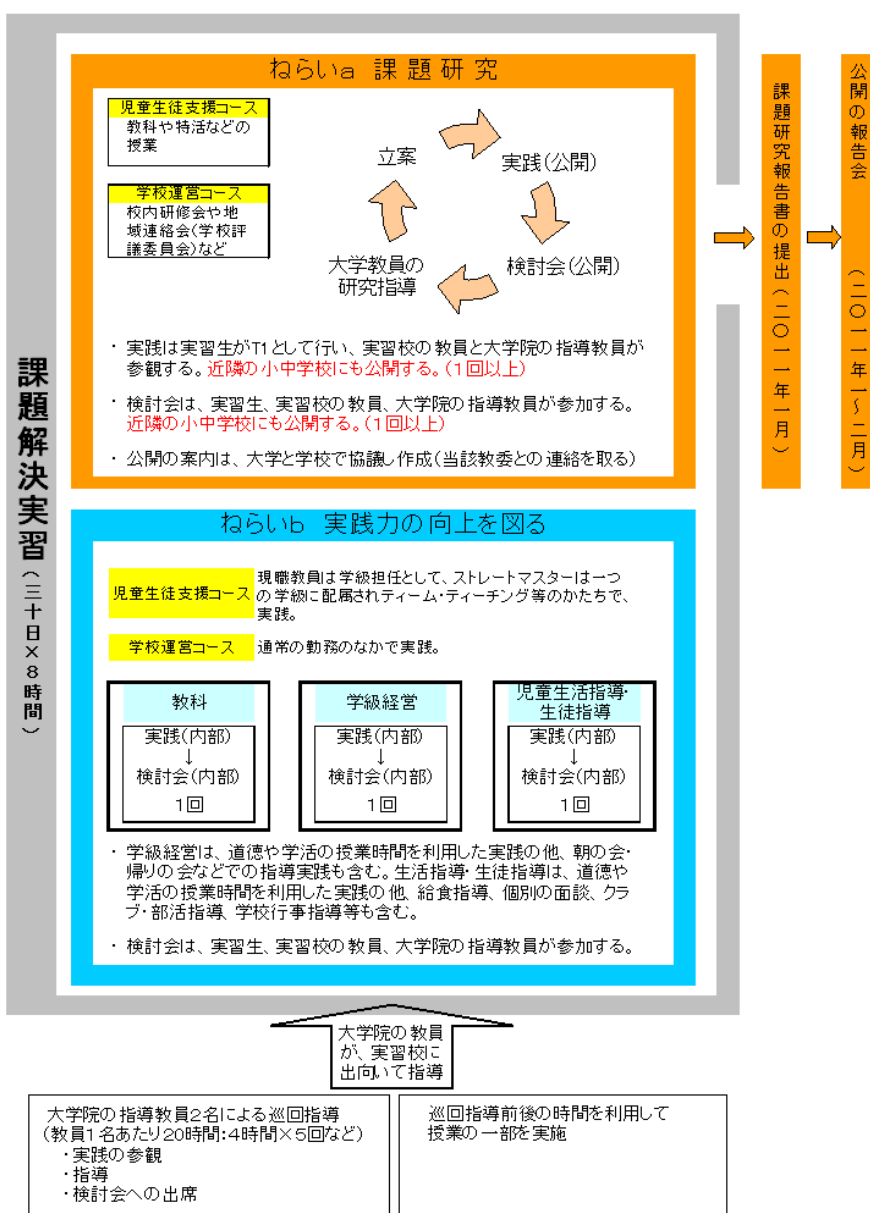 課題解決実習(三十日×8時間)
ねらいa 課題研究
児童生徒支援コース
教科や特活などの
授業
学校運営コース
校内研修会や地
域連絡会(学校評
議委員会)など
立案
実践(公開)
検討会(公開)
大学教員の
研究指導
・ 実践は実習生がT1として行い、実習校の教員と大学院の指導教員が
参観する。近隣の小中学校にも公開する。(1回以上)
・ 検討会は、実習生、実習校の教員、大学院の指導教員が参加する。
近隣の小中学校にも公開する。(1回以上)
・ 公開の案内は、大学と学校で協議し作成(当該教委との連絡を取る)
課題研究報告書の提出(二〇一一年一月)
公開の報告会 (二〇一一年一~二月)
ねらいb 実践力の向上を図る
児童生徒支援コース
現職教員は学級担任として、ストレートマスターは一つ
の学級に配属されティーム・ティーチング等のかたちで、
実践。
学校運営コース 通常の勤務のなかで実践。
教科
実践(内部)
↓
検討会(内部)
1回
学級経営
実践(内部)
↓
検討会(内部)
1回
児童生活指導・
生徒指導
実践(内部)
↓
検討会(内部)
1回
・ 学級経営は、道徳や学活の授業時間を利用した実践の他、朝の会・
帰りの会などでの指導実践も含む。生活指導・生徒指導は、道徳や
学活の授業時間を利用した実践の他、給食指導、個別の面談、クラ
ブ・部活指導、学校行事指導等も含む。
・ 検討会は、実習生、実習校の教員、大学院の指導教員が参加する。
大学院の教員
が、実習校に
出向いて指導
大学院の指導教員2名による巡回指導
(教員1名あたり20時間:4時間×5回など)
・実践の参観
・指導
・検討会への出席
巡回指導前後の時間を利用して
授業の一部を実施